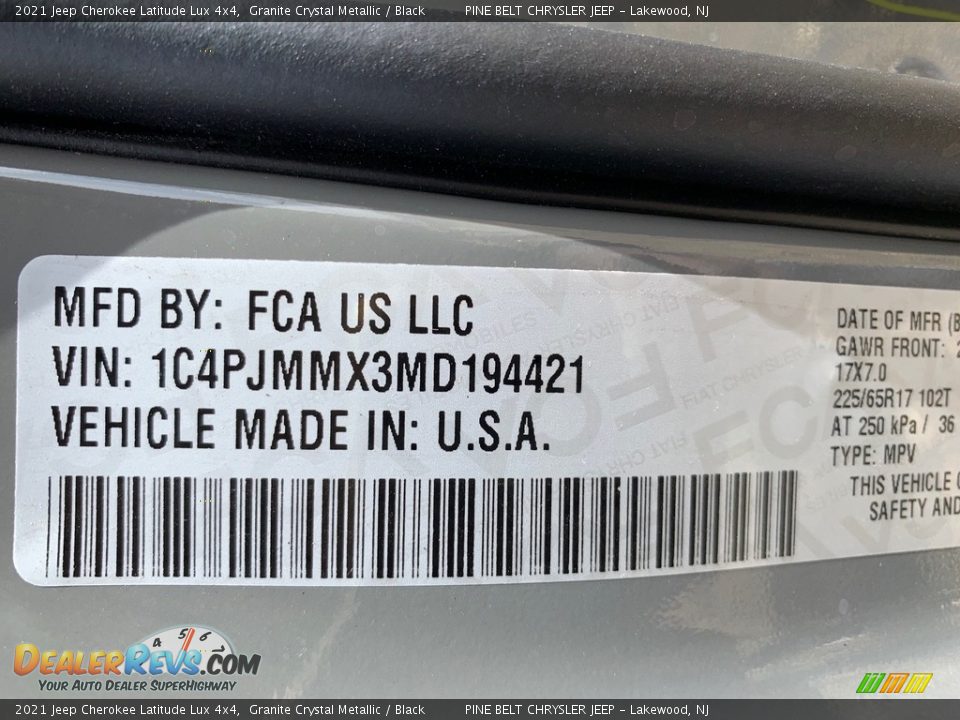 2021 Jeep Cherokee Latitude Lux 4x4,  Granite Crystal Metallic / Black        PINE BELT CHRYSLER JEEP - Lakewood, NJ
MFD BY: FCA US LLC
VIN: 1C4PJMMX3MD194421
VEHICLE MADE IN: U.S.A.
DATE OF MFR (
GAWR FRONT:
17X7.0
225/65R17 102T
AT 250 kPa / 36
TYPE: MPV
THIS VEHICLE
SAFETY AND
4 5 6
DEALERREVS.COM
YOUR AUTO DEALER SUPERHIGHWAY
2021 Jeep Cherokee Latitude Lux 4x4,  Granite Crystal Metallic / Black        PINE BELT CHRYSLER JEEP - Lakewood, NJ